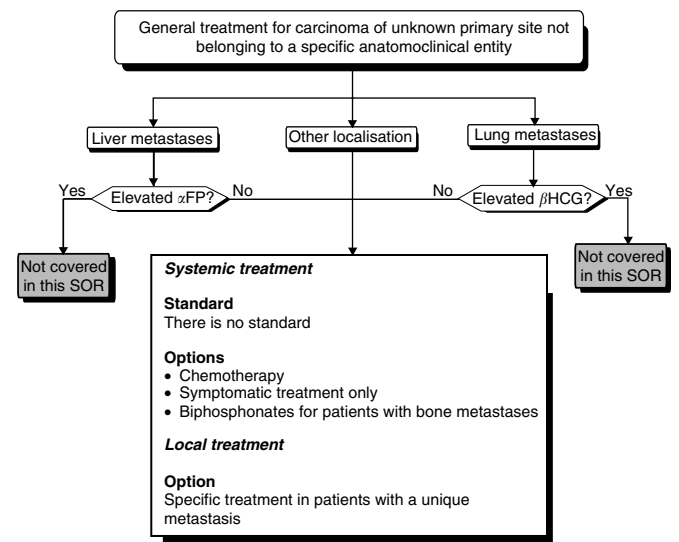 General treatment for carcinoma of unknown primary site not
belonging to a specific anatomoclinical entity
Liver metastases
Other localisation
Lung metastases
Yes
Elevated αFP?
No
No
Elevated βHCG?
Yes
Not covered
in this SOR
Not covered
in this SOR
Systemic treatment
Standard
There is no standard
Options
• Chemotherapy
• Symptomatic treatment only
• Biphosphonates for patients with bone metastases
Local treatment
Option
Specific treatment in patients with a unique
metastasis